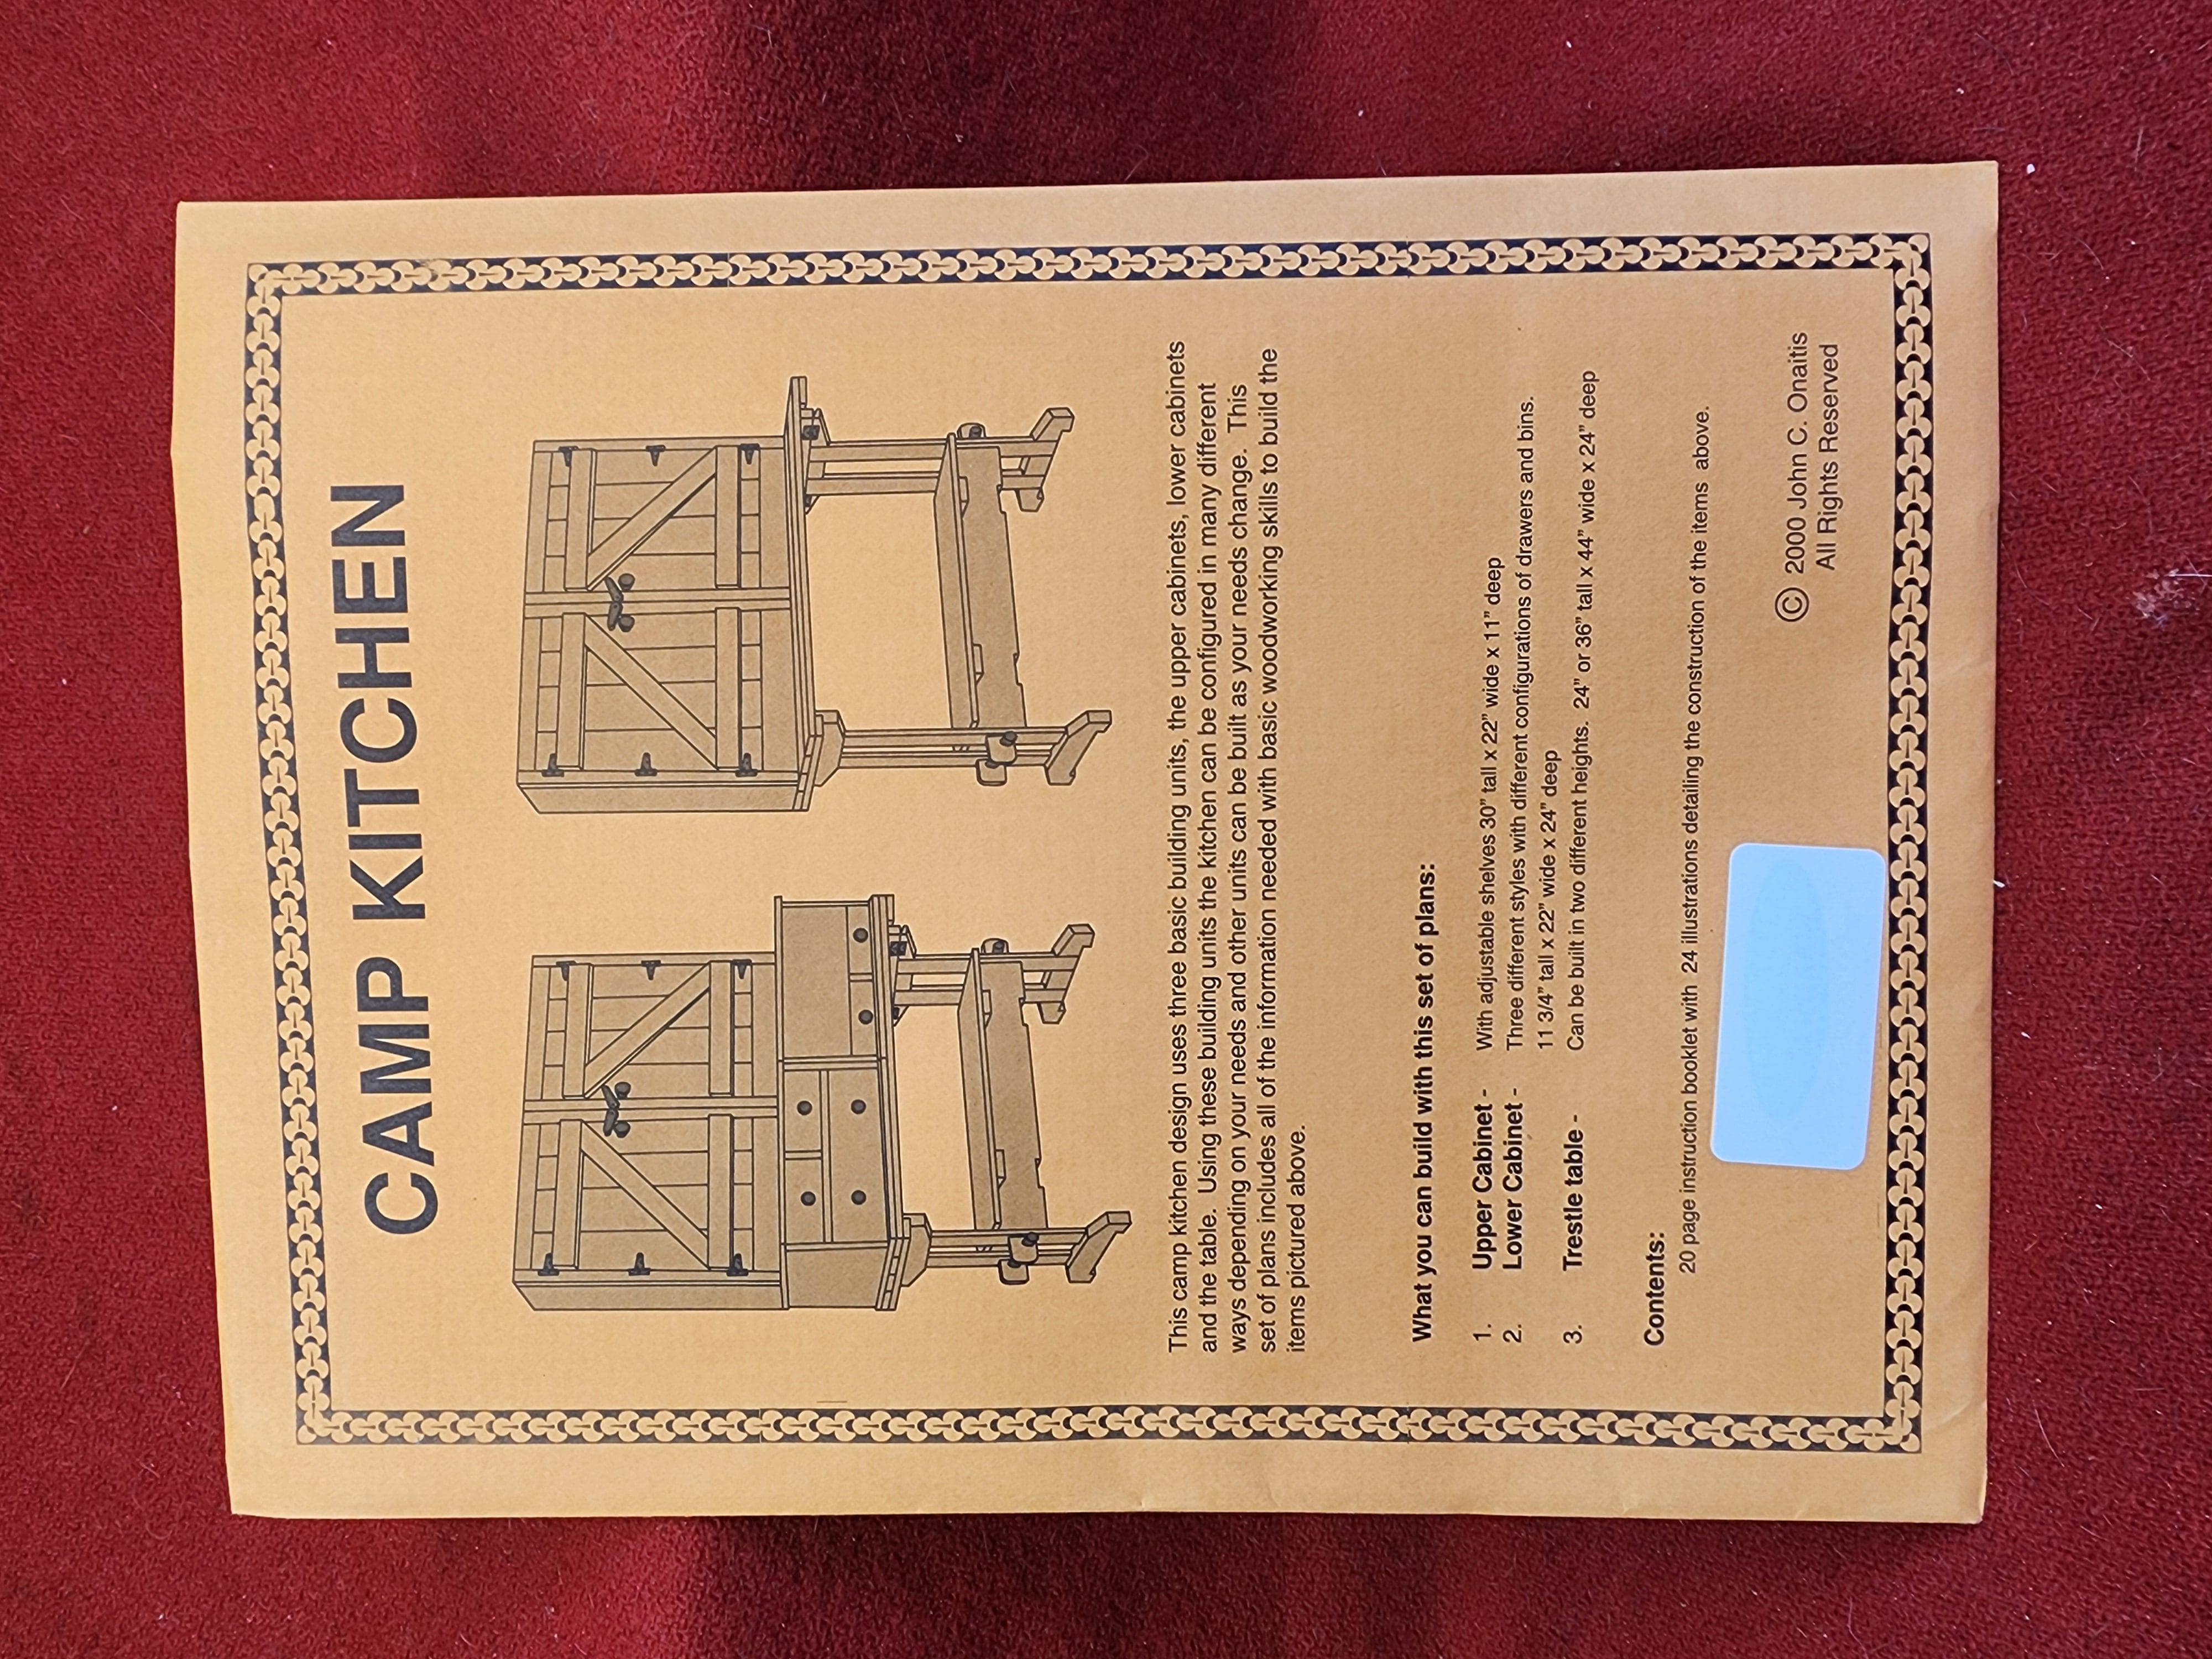 CAMP KITCHEN
This camp kitchen design uses three basic building units, the upper cabinets, lower cabinets
and the table. Using these building units the kitchen can be configured in many different
ways depending on your needs and other units can be built as your needs change. This
set of plans includes all of the information needed with basic woodworking skills to build the
items pictured above.
What you can build with this set of plans:
1. Upper Cabinet - With adjustable shelves 30" tall x 22" wide x 11" deep
2. Lower Cabinet - Three different styles with different configurations of drawers and bins.
11 3/4" tall x 22" wide x 24" deep
3. Trestle table - Can be built in two different heights. 24" or 36" tall x 44" wide x 24" deep
Contents:
20 page instruction booklet with 24 illustrations detailing the construction of the items above.
© 2000 John C. Onaitis
All Rights Reserved